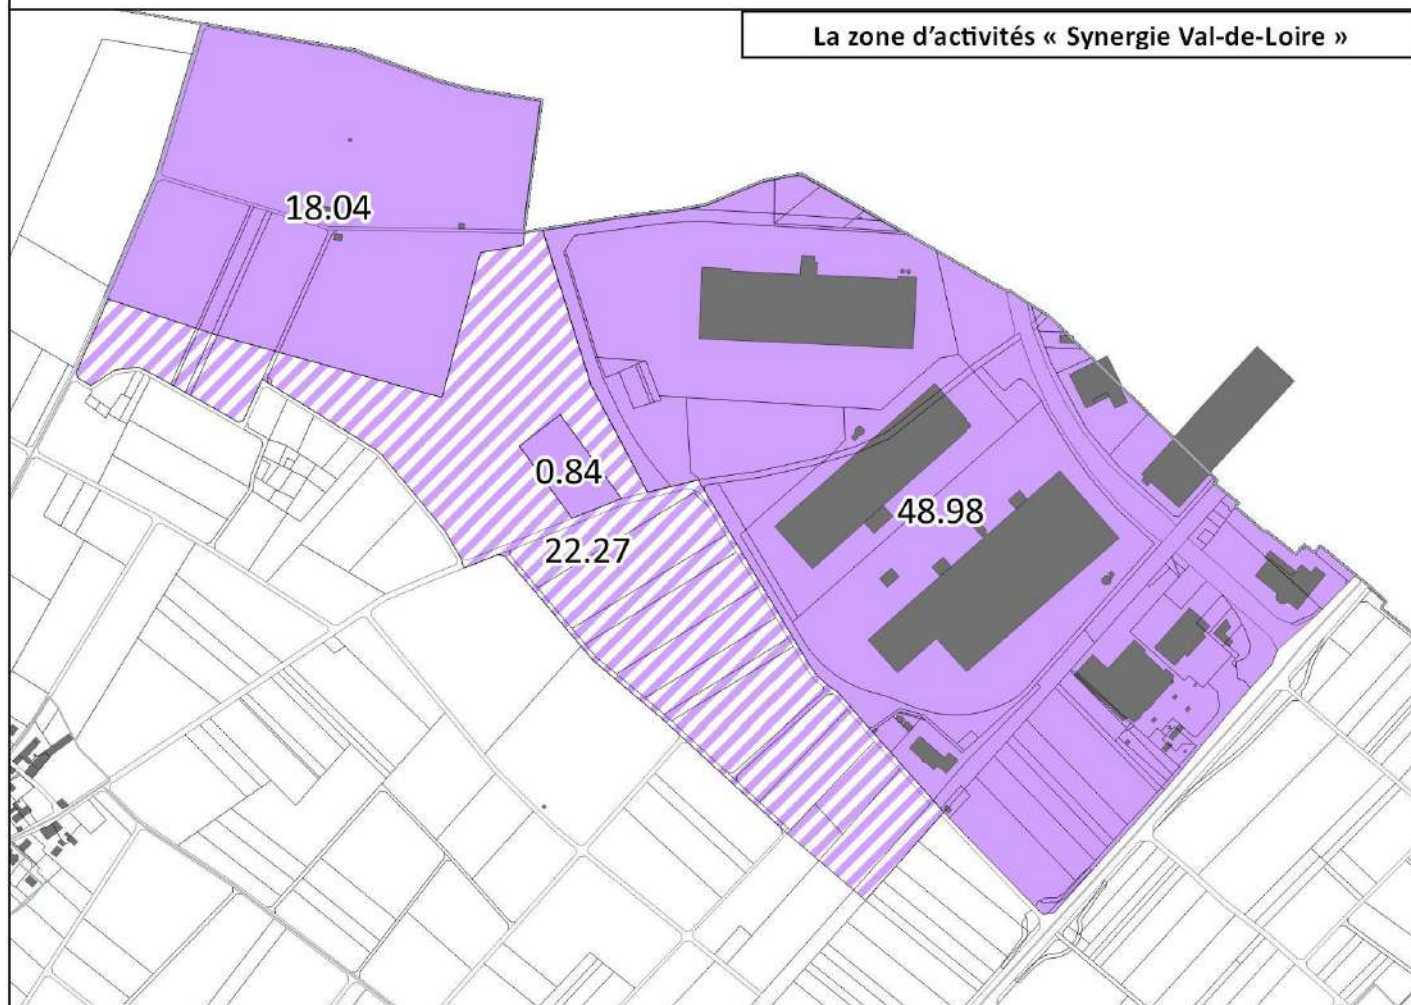 La zone d'activités « Synergie Val-de-Loire »
18.04
0.84
48.98
22.27